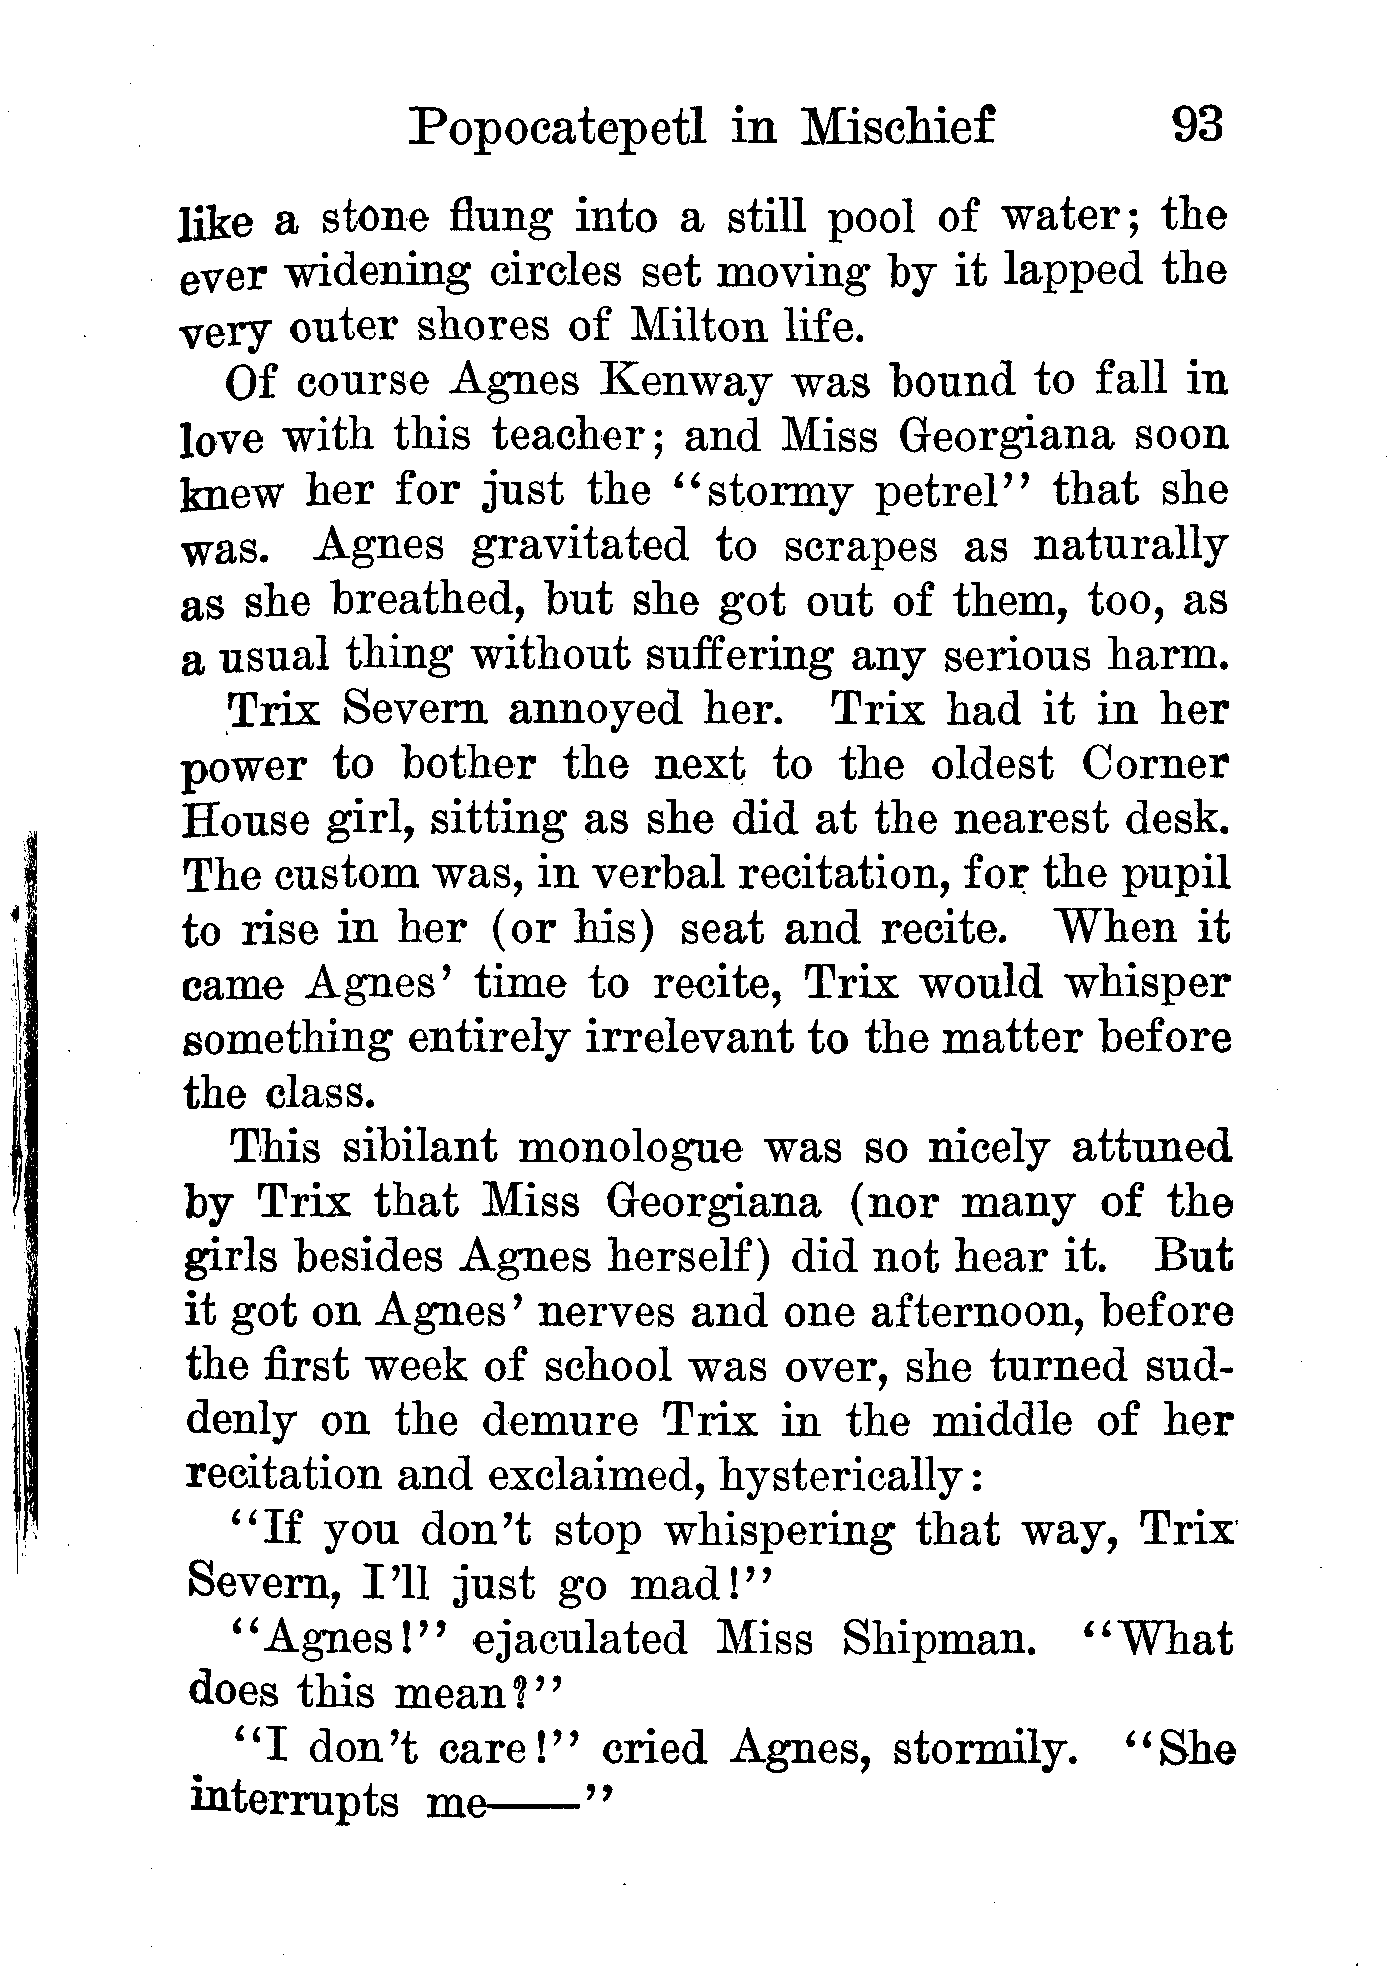 Popocatepetl in Mischief 93
like a stone flung into a still pool of water; the
ever widening circles set moving by it lapped the
very outer shores of Milton life.
Of course Agnes Kenway was bound to fall in
love with this teacher; and Miss Georgiana soon
knew her for just the "stormy petrel" that she
was. Agnes gravitated to scrapes as naturally
as she breathed, but she got out of them, too, as
a usual thing without suffering any serious harm.
Trix Severn annoyed her. Trix had it in her
power to bother the next to the oldest Corner
House girl, sitting as she did at the nearest desk.
The custom was, in verbal recitation, for the pupil
to rise in her (or his) seat and recite. When it
came Agnes' time to recite, Trix would whisper
something entirely irrelevant to the matter before
the class.
This sibilant monologue was so nicely attuned
by Trix that Miss Georgiana (nor many of the
girls besides Agnes herself) did not hear it. But
it got on Agnes' nerves and one afternoon, before
the first week of school was over, she turned sud-
denly on the demure Trix in the middle of her
recitation and exclaimed, hysterically:
"If you don't stop whispering that way, Trix
Severn, I'll just go mad!"
"Agnes!" ejaculated Miss Shipman. "What
does this mean?"
"I don't care!" cried Agnes, stormily. "She
interrupts me——"